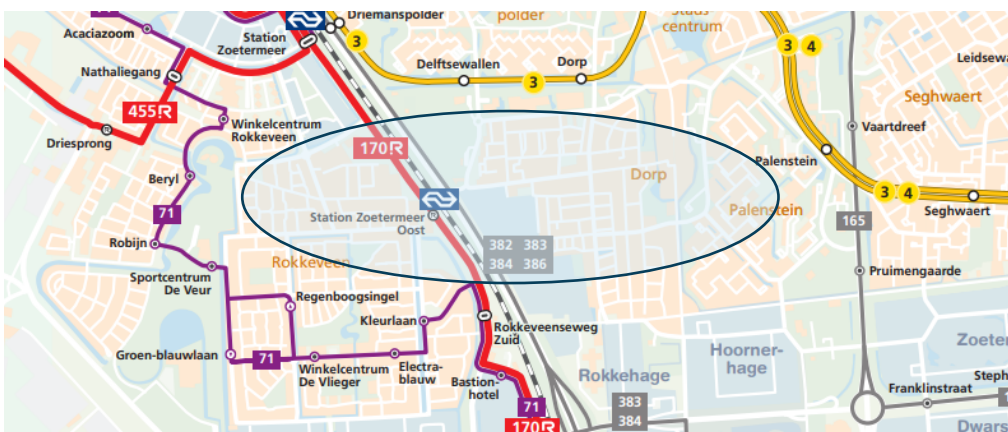 Acaciazoom
Station
Zoetermeer
Driemanspolder
polder
centrum
3
3 4
Nathaliegang
Delftsewallen
Dorp
3
Leidsewa
455R
Winkelcentrum
Rokkeveen
Seghwaert
Driesprong
170R
Vaartdreef
Beryl
Dorp
Palenstein
71
Station Zoetermeer
Oost
Palenstein
3 4
Seghwaert
Robijn
382 383
384 386
165
Sportcentrum
De Veur
Rokkeveen
Pruimengaarde
Regenboogsingel
Kleurlaan
Rokkeveenseweg
Zuid
Groen-blauwlaan
71
Winkelcentrum
De Vlieger
Electra-
blauw
Bastion-
hotel
Rokkehage
Hoorner-
hage
Zoeter
Steph
Franklinstraat
71
170R
383
384
Dwars